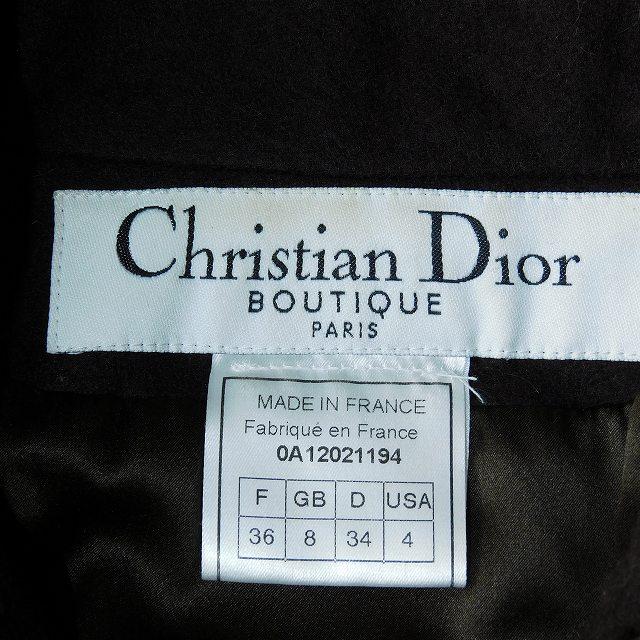 Christian Dior
BOUTIQUE
PARIS
MADE IN FRANCE
Fabriqué en France
0A12021194
F GB D USA
36 8 34 4